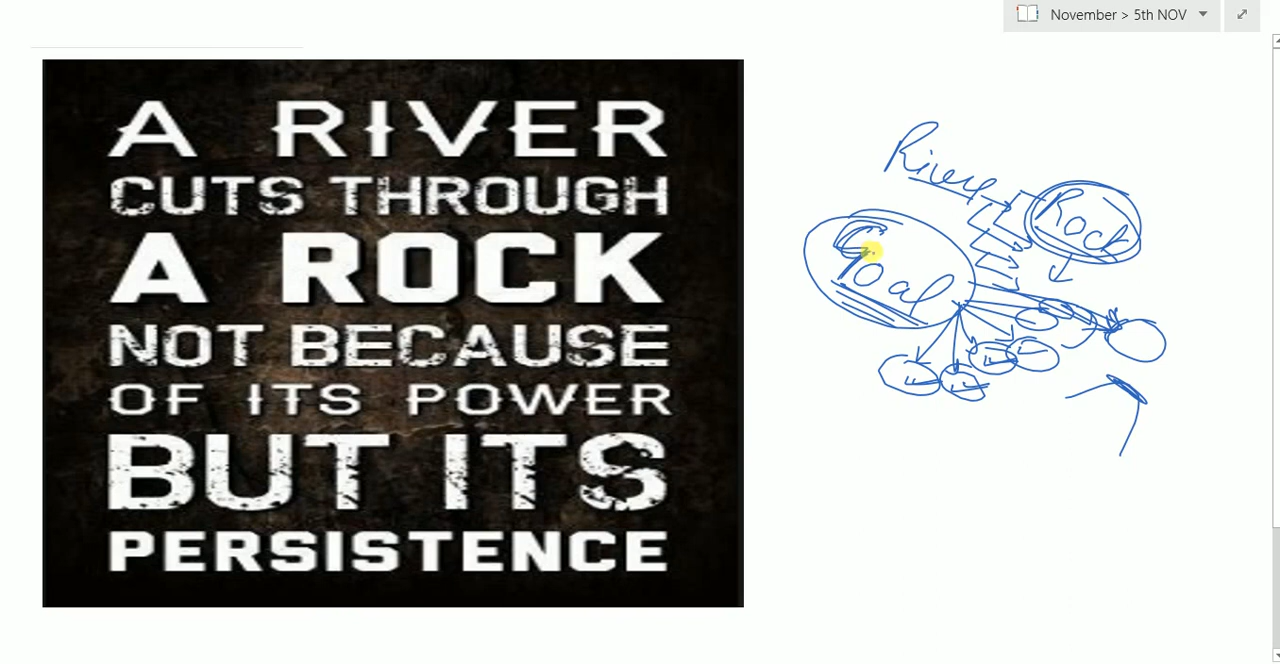 November > 5th NOV
A RIVER
CUTS THROUGH
A ROCK
NOT BECAUSE
OF ITS POWER
BUT ITS
PERSISTENCE
River
Rock
Goal